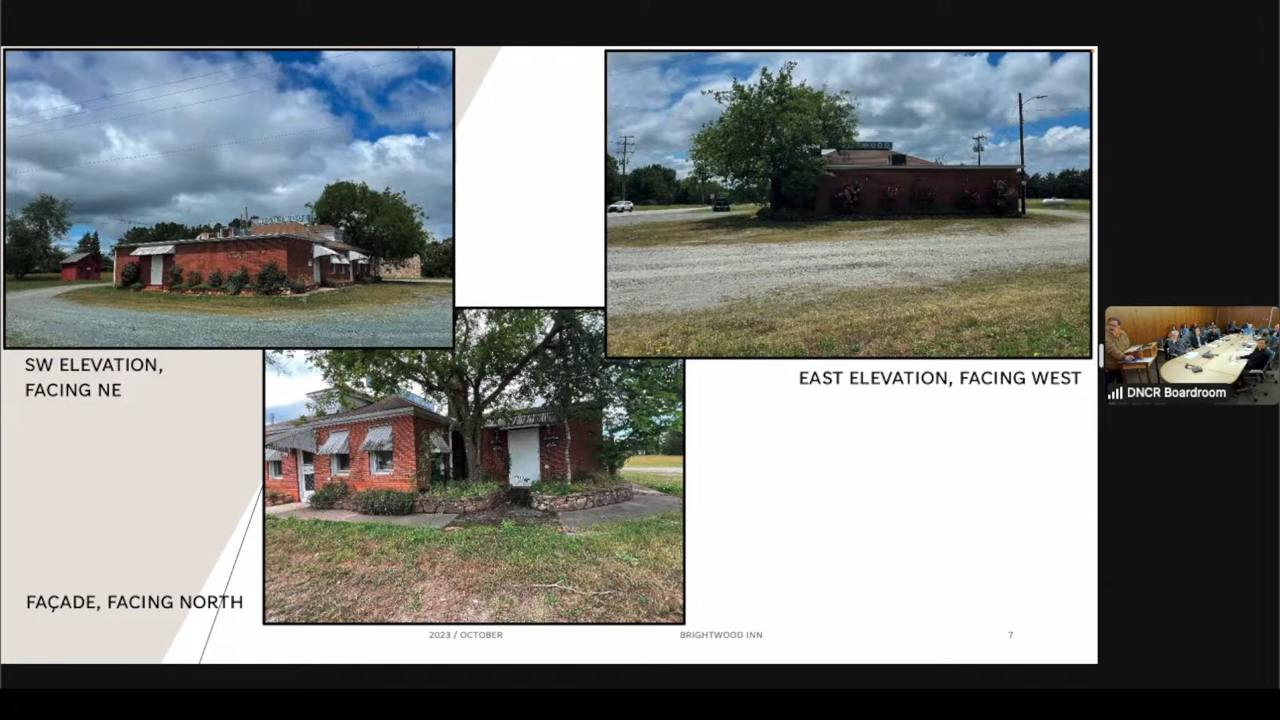 SW ELEVATION,
FACING NE
EAST ELEVATION, FACING WEST
DNCR Boardroom
FAÇADE, FACING NORTH
2023 / OCTOBER
BRIGHTWOOD INN
7